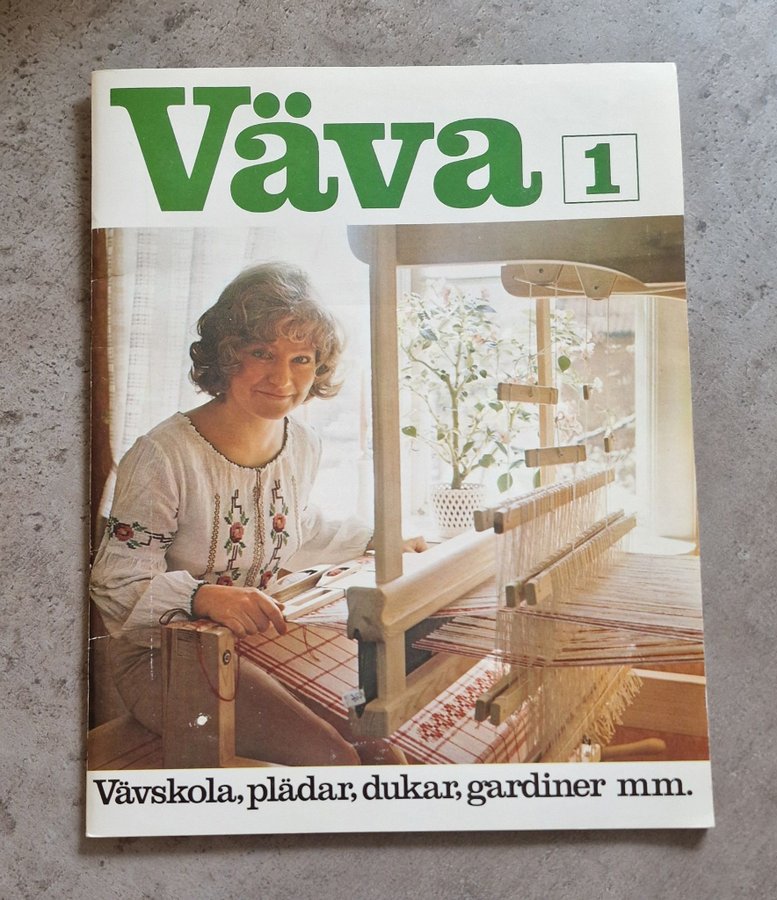 Väva 1
Vävskola, plädar, dukar, gardiner mm.